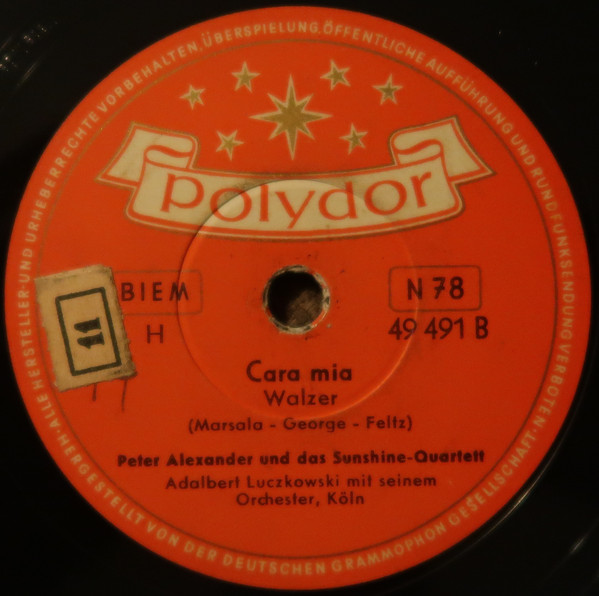 ALLE HERSTELLER- UND URHEBERRECHTE VORBEHALTEN, ÜBERSPIELUNG, ÖFFENTLICHE AUFFÜHRUNG UND RUNDFUNKSENDUNG VERBOTEN
polydor
BIEM
N 78
H
49 491 B
11
Cara mia
Walzer
(Marsala - George - Feltz)
Peter Alexander und das Sunshine-Quartett
Adalbert Luczkowski mit seinem
Orchester, Köln
HERGESTELLT VON DER DEUTSCHEN GRAMMOPHON GESELLSCHAFT